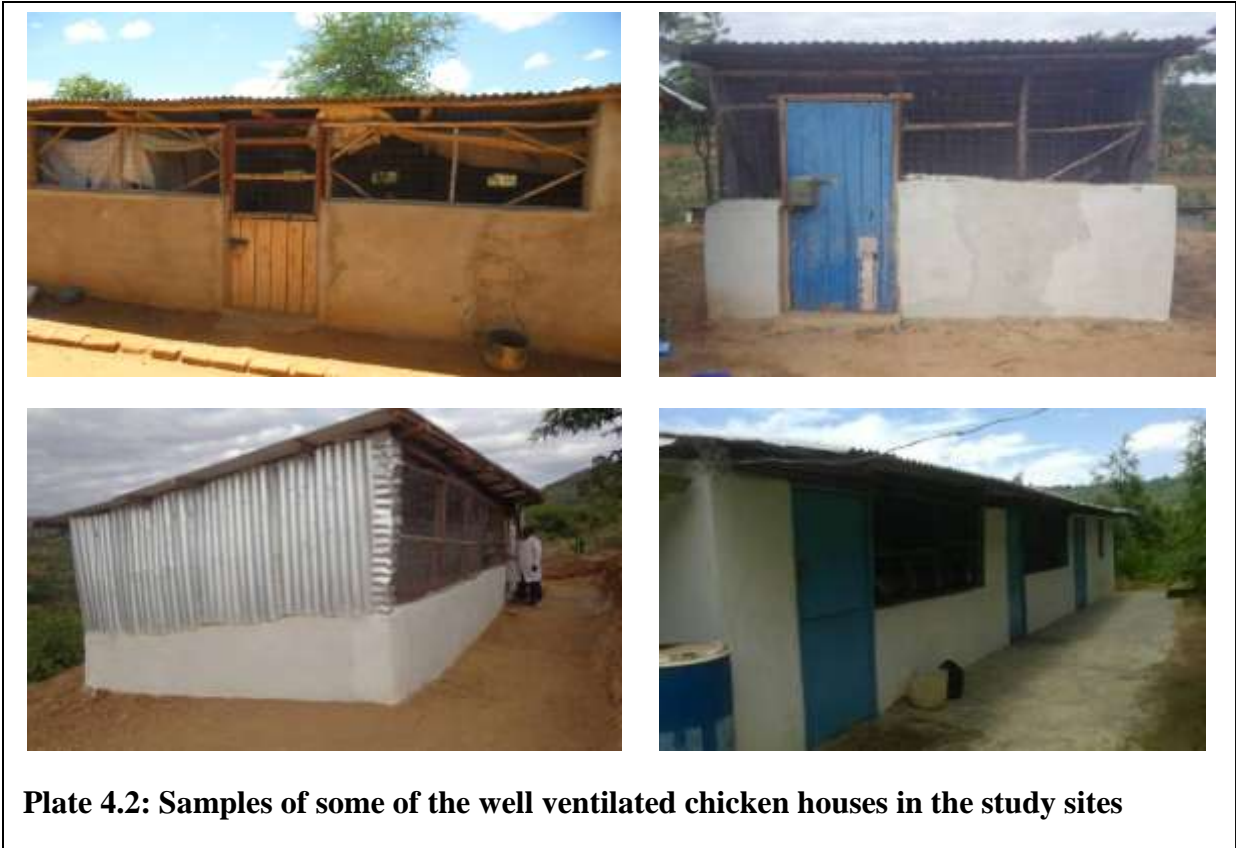 Plate 4.2: Samples of some of the well ventilated chicken houses in the study sites